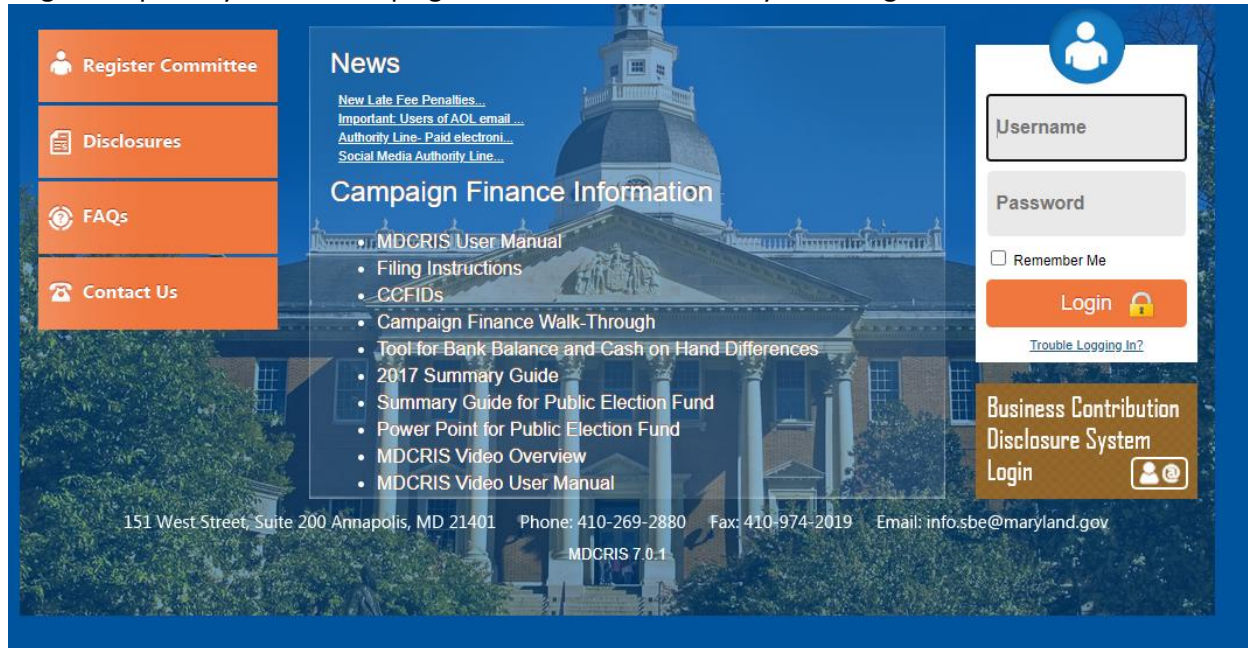 Register Committee
Disclosures
FAQs
Contact Us
News
New Late Fee Penalties...
Important: Users of AOL email ...
Authority Line- Paid electroni...
Social Media Authority Line...
Campaign Finance Information
MDCRIS User Manual
Filing Instructions
CCFIDs
Campaign Finance Walk-Through
Tool for Bank Balance and Cash on Hand Differences
2017 Summary Guide
Summary Guide for Public Election Fund
Power Point for Public Election Fund
MDCRIS Video Overview
MDCRIS Video User Manual
Username
Password
Remember Me
Login
Trouble Logging In?
Business Contribution
Disclosure System
Login
151 West Street, Suite 200 Annapolis, MD 21401 Phone: 410-269-2880 Fax: 410-974-2019 Email: info.sbe@maryland.gov
MDCRIS 7.0.1